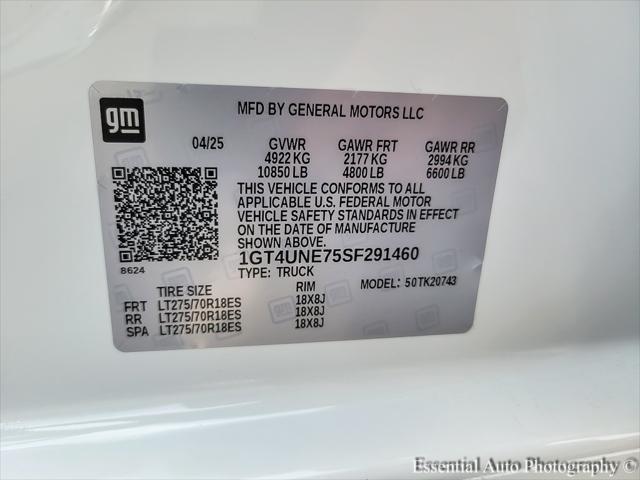 gm
MFD BY GENERAL MOTORS LLC
04/25 GVWR GAWR FRT GAWR RR
4922 KG 2177 KG 2994 KG
10850 LB 4800 LB 6600 LB
THIS VEHICLE CONFORMS TO ALL
APPLICABLE U.S. FEDERAL MOTOR
VEHICLE SAFETY STANDARDS IN EFFECT
ON THE DATE OF MANUFACTURE
SHOWN ABOVE.
1GT4UNE75SF291460
8624 TYPE: TRUCK MODEL: 50TK20743
TIRE SIZE RIM
FRT LT275/70R18ES 18X8J
RR LT275/70R18ES 18X8J
SPA LT275/70R18ES 18X8J
Essential Auto Photography ©